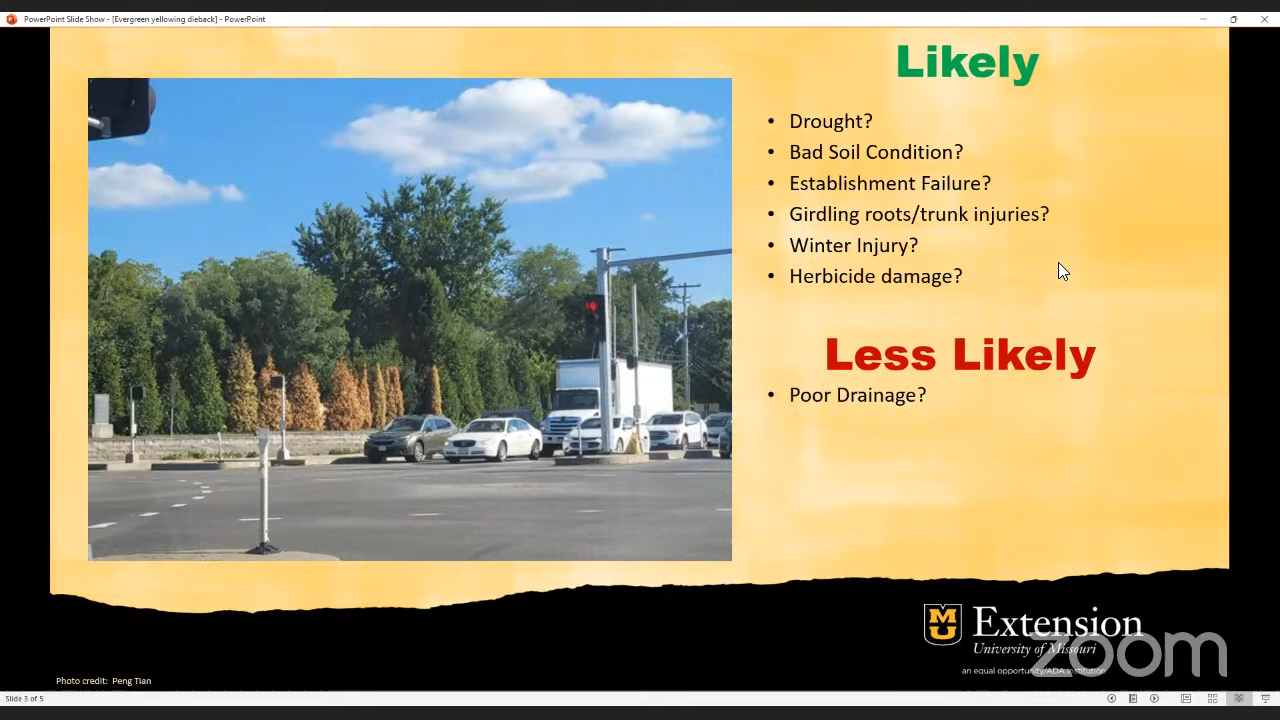 PowerPoint Slide Show - [Evergreen yellowing dieback] - PowerPoint
Likely
• Drought?
• Bad Soil Condition?
• Establishment Failure?
• Girdling roots/trunk injuries?
• Winter Injury?
• Herbicide damage?
Less Likely
• Poor Drainage?
MU
Extension
University of Missouri
an equal opportunity/ADA institution
zoom
Photo credit: Peng Tian
Slide 3 of 5